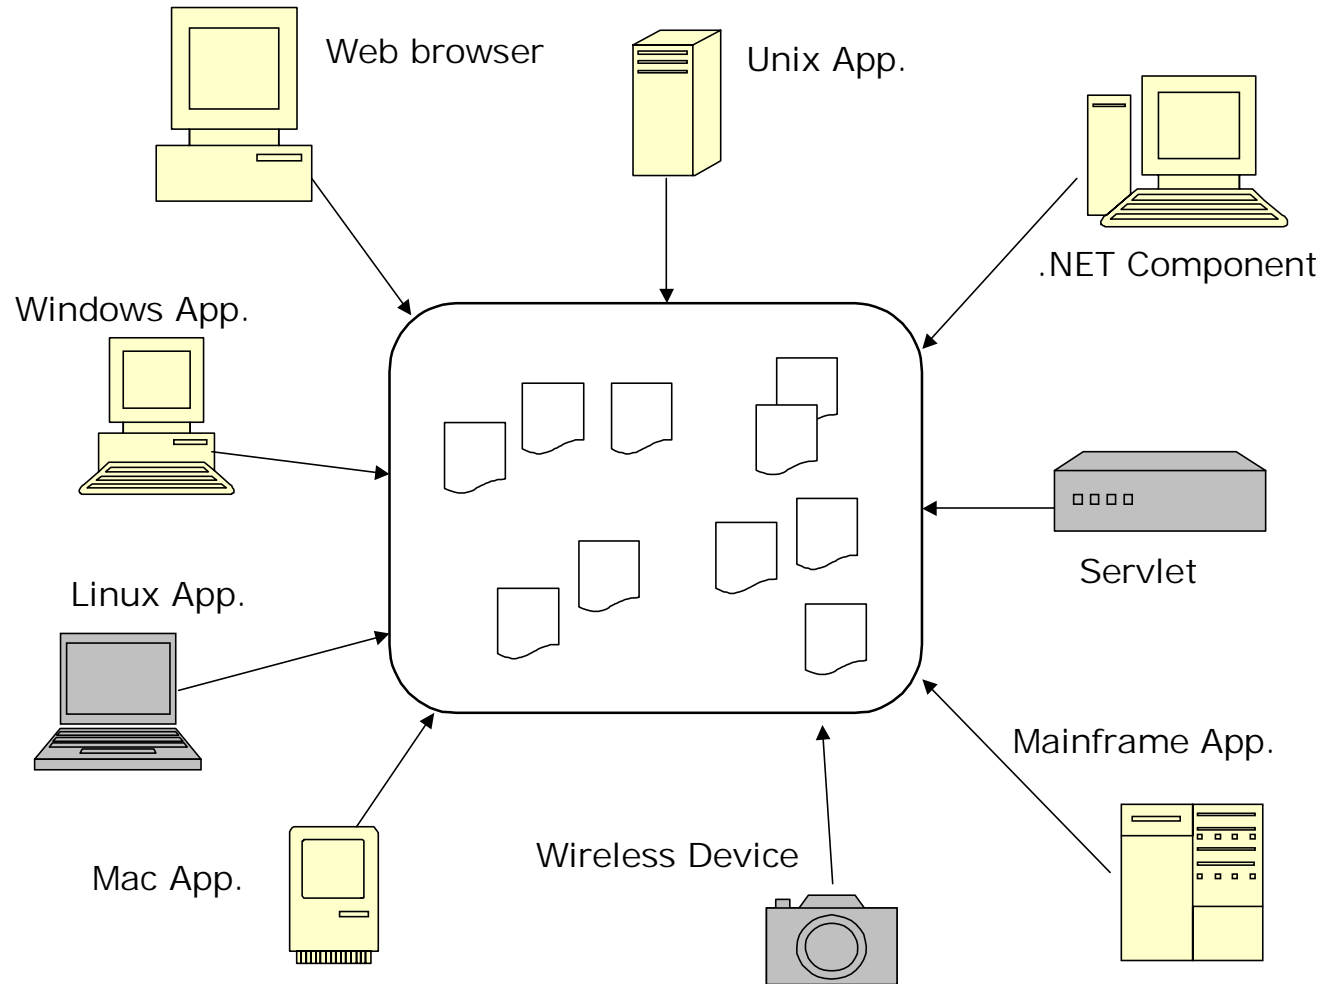 Web browser
Unix App.
.NET Component
Windows App.
Servlet
Linux App.
Mainframe App.
Wireless Device
Mac App.